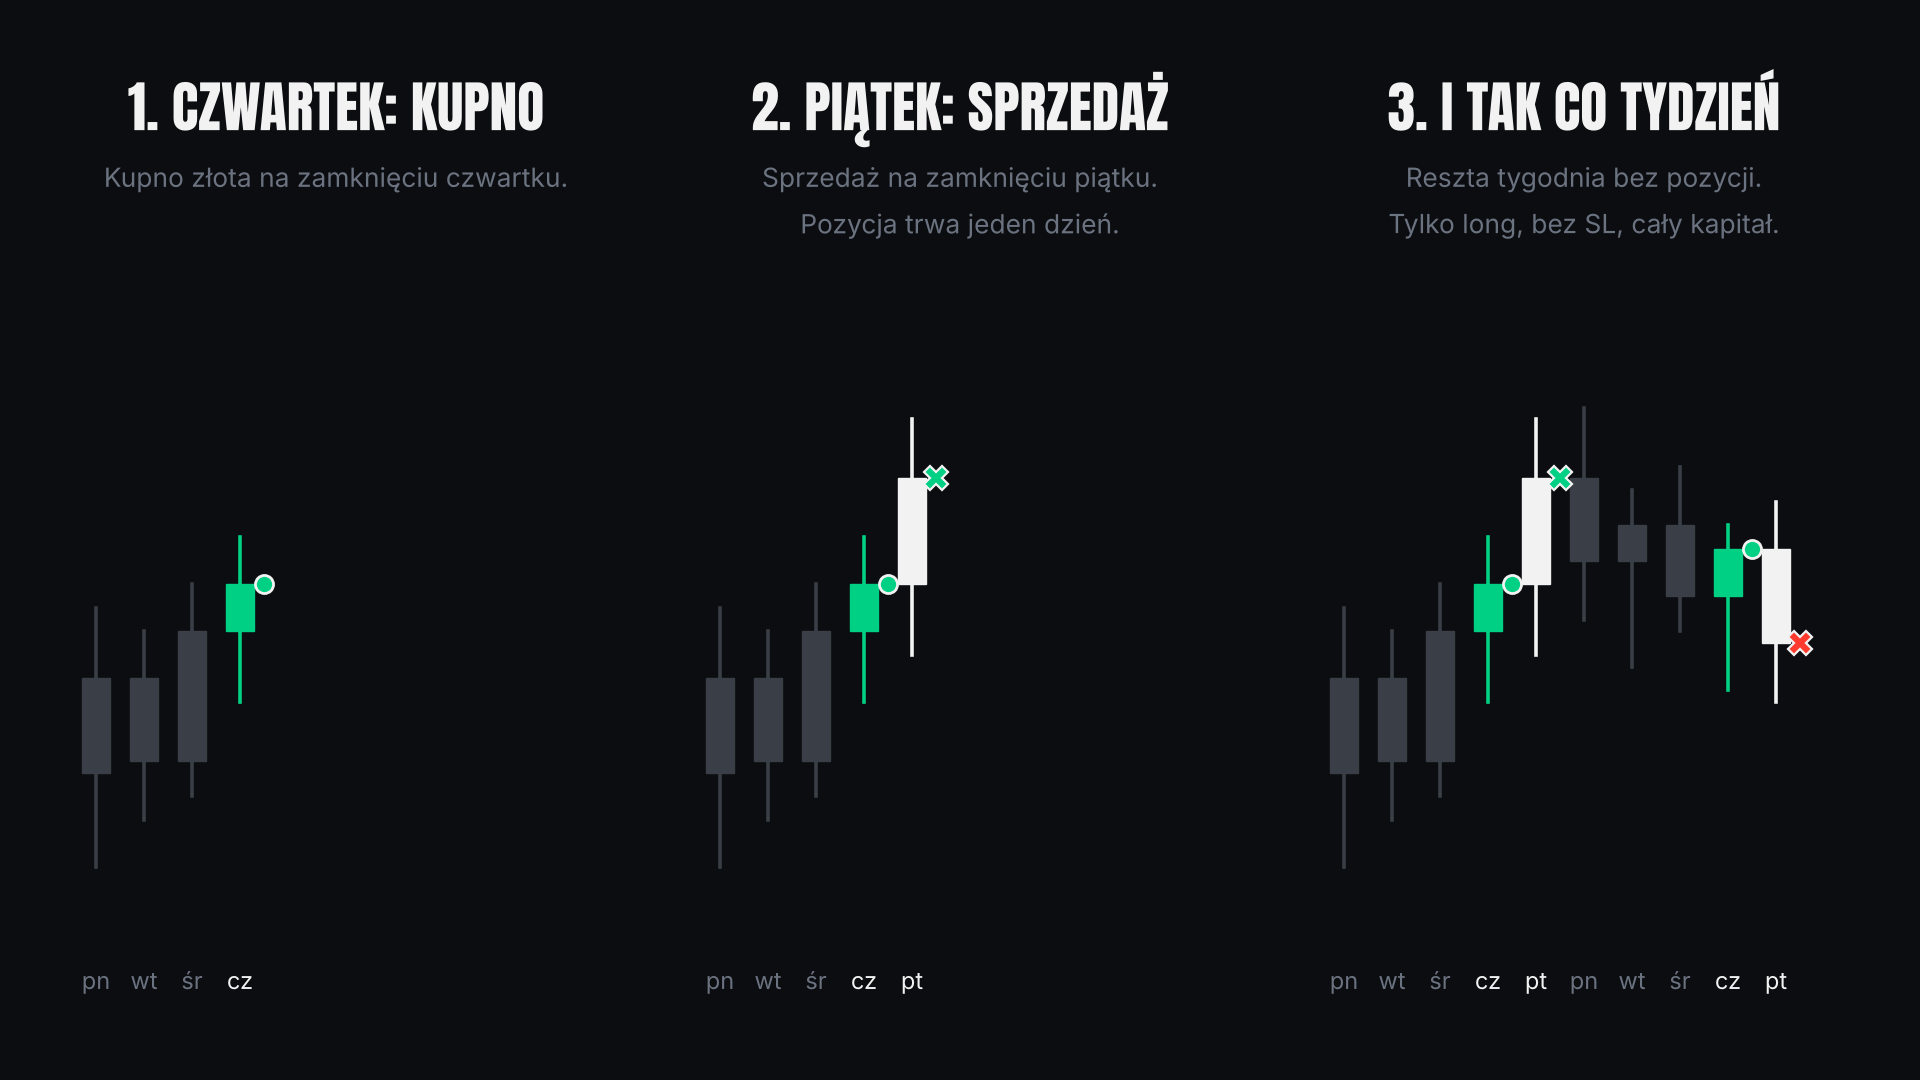 1. CZWARTEK: KUPNO
Kupno złota na zamknięciu czwartku.
pn wt śr cz
2. PIĄTEK: SPRZEDAŻ
Sprzedaż na zamknięciu piątku.
Pozycja trwa jeden dzień.
pn wt śr cz pt
3. I TAK CO TYDZIEŃ
Reszta tygodnia bez pozycji.
Tylko long, bez SL, cały kapitał.
pn wt śr cz pt pn wt śr cz pt